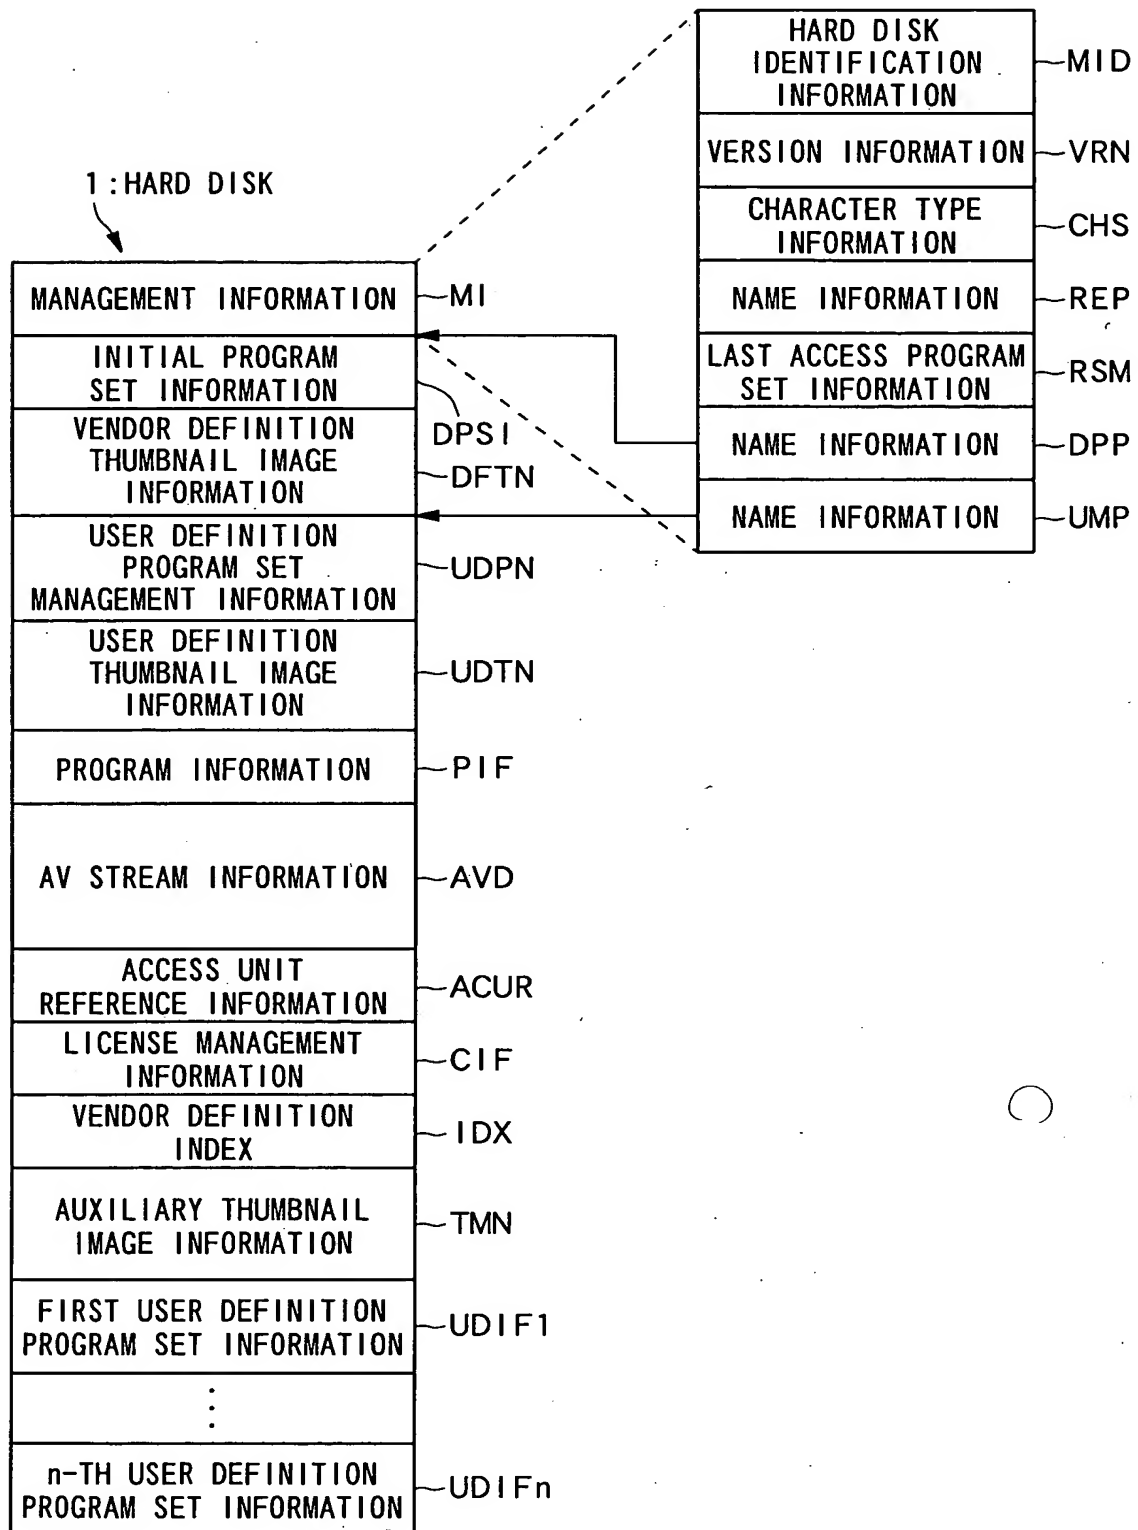 1:HARD DISK
MANAGEMENT INFORMATION
MI
INITIAL PROGRAM
SET INFORMATION
DPSI
VENDOR DEFINITION
THUMBNAIL IMAGE
INFORMATION
DFTN
USER DEFINITION
PROGRAM SET
MANAGEMENT INFORMATION
UDPN
USER DEFINITION
THUMBNAIL IMAGE
INFORMATION
UDTN
PROGRAM INFORMATION
PIF
AV STREAM INFORMATION
AVD
ACCESS UNIT
REFERENCE INFORMATION
ACUR
LICENSE MANAGEMENT
INFORMATION
CIF
VENDOR DEFINITION
INDEX
IDX
AUXILIARY THUMBNAIL
IMAGE INFORMATION
TMN
FIRST USER DEFINITION
PROGRAM SET INFORMATION
UDIF1
n-TH USER DEFINITION
PROGRAM SET INFORMATION
UDIFn
HARD DISK
IDENTIFICATION
INFORMATION
MID
VERSION INFORMATION
VRN
CHARACTER TYPE
INFORMATION
CHS
NAME INFORMATION
REP
LAST ACCESS PROGRAM
SET INFORMATION
RSM
NAME INFORMATION
DPP
NAME INFORMATION
UMP